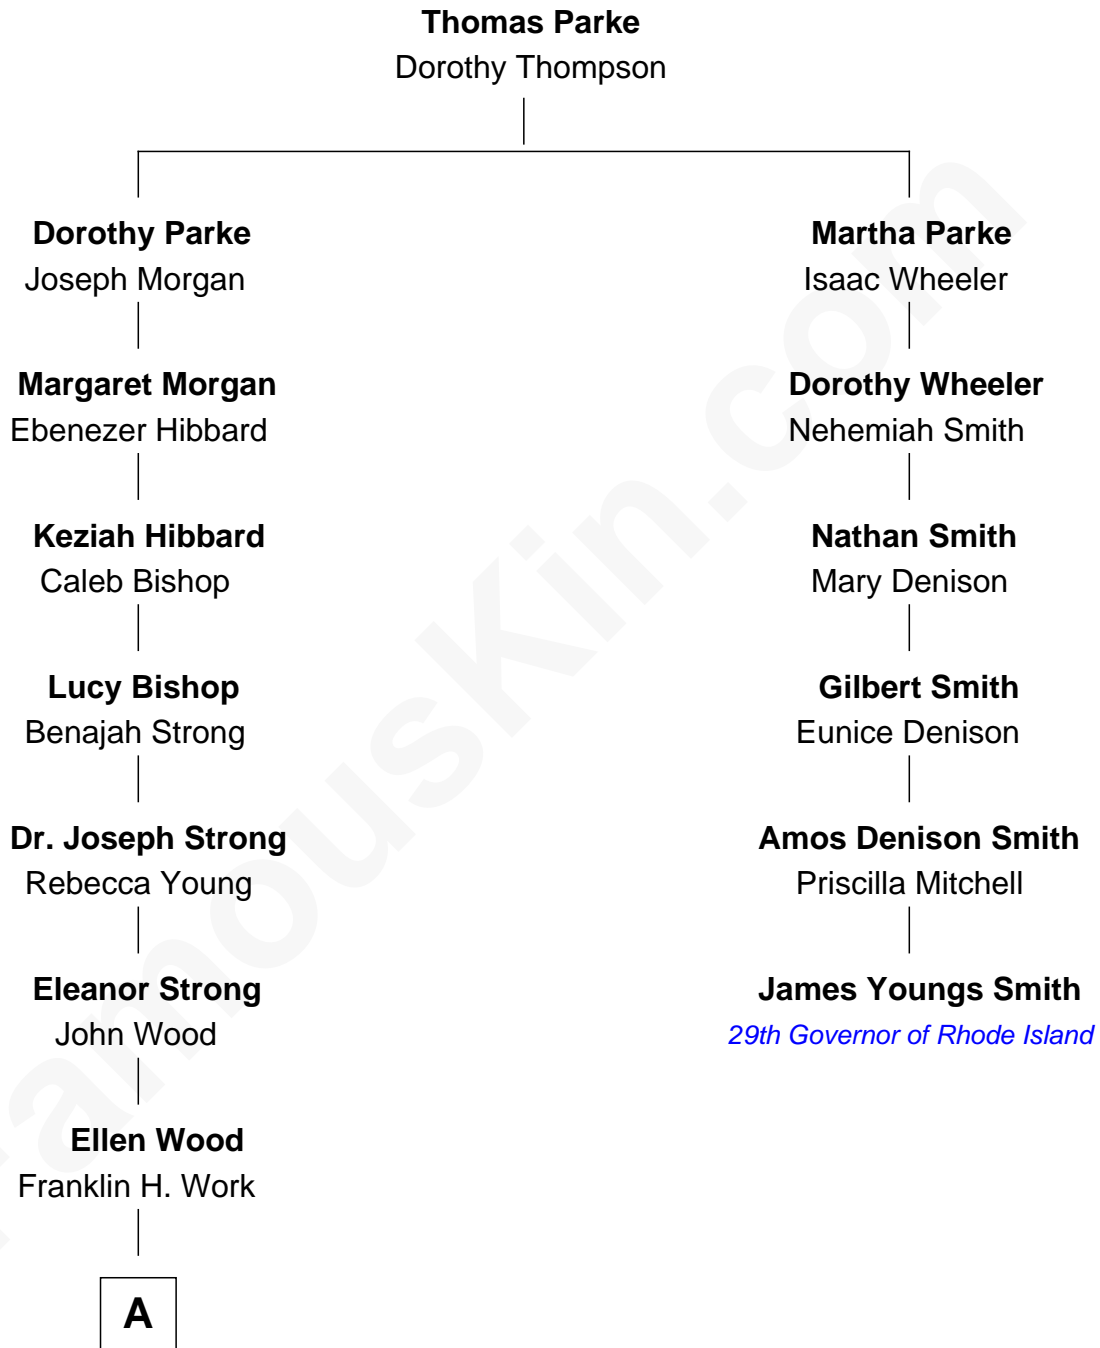 Thomas Parke
Dorothy Thompson
Dorothy Parke
Joseph Morgan
Martha Parke
Isaac Wheeler
Margaret Morgan
Ebenezer Hibbard
Dorothy Wheeler
Nehemiah Smith
Keziah Hibbard
Caleb Bishop
Nathan Smith
Mary Denison
Lucy Bishop
Benajah Strong
Gilbert Smith
Eunice Denison
Dr. Joseph Strong
Rebecca Young
Amos Denison Smith
Priscilla Mitchell
Eleanor Strong
John Wood
James Youngs Smith
29th Governor of Rhode Island
Ellen Wood
Franklin H. Work
A
FamousKin.com